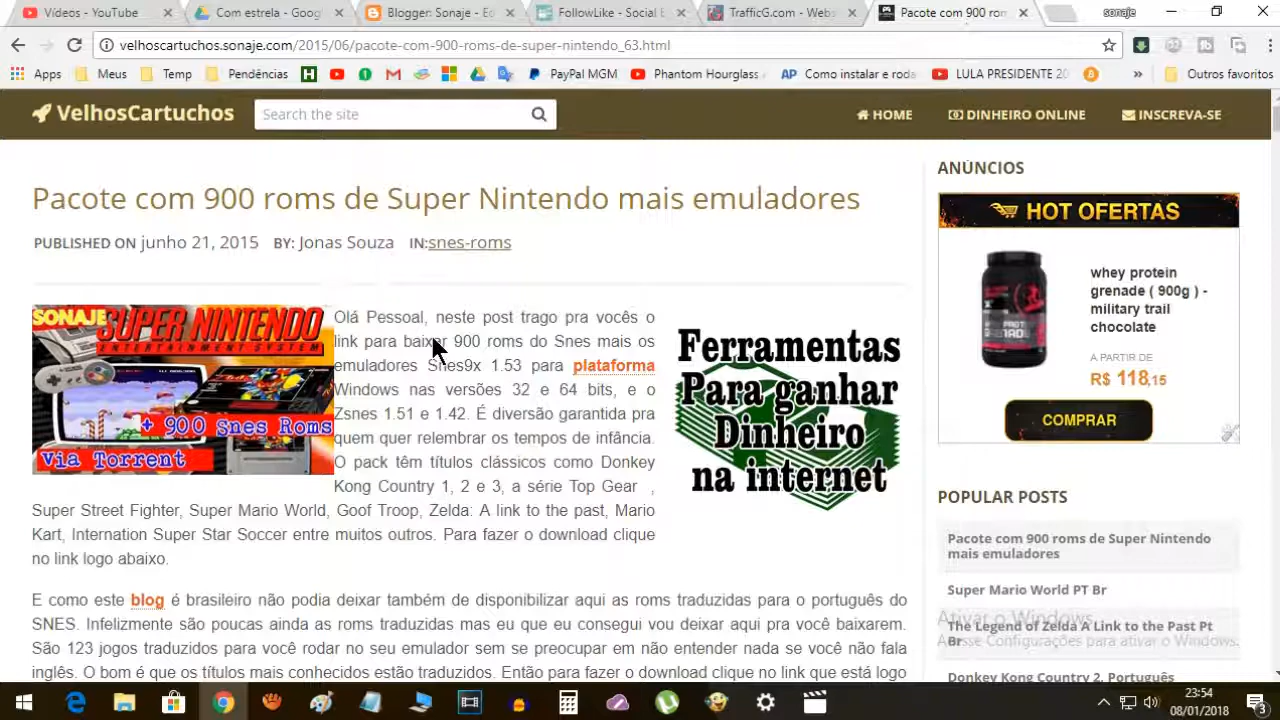 Vídeos - YouTube
Com estrela - Goog
Blogger: Sonaje - Ed
FollowLike - Social E
TrafficG.com - Webs
Pacote com 900 rom
sonaje
velhoscartuchos.sonaje.com/2015/06/pacote-com-900-roms-de-super-nintendo_63.html
Apps Meus Temp Pendências PayPal MGM Phantom Hourglass Como instalar e roda LULA PRESIDENTE 20 » Outros favoritos
VelhosCartuchos
Search the site
HOME
DINHEIRO ONLINE
INSCREVA-SE
Pacote com 900 roms de Super Nintendo mais emuladores
PUBLISHED ON junho 21, 2015 BY: Jonas Souza IN:snes-roms
SONAJE
SUPER NINTENDO
ENTERTAINMENT SYSTEM
+ 900 Snes Roms
Via Torrent
Olá Pessoal, neste post trago pra vocês o
link para baixar 900 roms do Snes mais os
emuladores Snes9x 1.53 para plataforma
Windows nas versões 32 e 64 bits, e o
Zsnes 1.51 e 1.42. É diversão garantida pra
quem quer relembrar os tempos de infância.
O pack têm títulos clássicos como Donkey
Kong Country 1, 2 e 3, a série Top Gear ,
Super Street Fighter, Super Mario World, Goof Troop, Zelda: A link to the past, Mario
Kart, Internation Super Star Soccer entre muitos outros. Para fazer o download clique
no link logo abaixo.
Ferramentas
Para ganhar
Dinheiro
na internet
E como este blog é brasileiro não podia deixar também de disponibilizar aqui as roms traduzidas para o português do
SNES. Infelizmente são poucas ainda as roms traduzidas mas eu que eu consegui vou deixar aqui pra você baixarem.
São 123 jogos traduzidos para você rodar no seu emulador sem se preocupar em não entender nada se você não fala
inglês. O bom é que os títulos mais conhecidos estão traduzidos. Então para fazer o download clique no link que está logo
ANÚNCIOS
HOT OFERTAS
whey protein
grenade ( 900g ) -
military trail
chocolate
A PARTIR DE
R$ 118,15
COMPRAR
POPULAR POSTS
Pacote com 900 roms de Super Nintendo
mais emuladores
Super Mario World PT Br
Ativar o Windows
The Legend of Zelda A Link to the Past Pt
Br
Acesse Configurações para ativar o Windows.
Donkey Kong Country 2, Português
23:54
08/01/2018
3